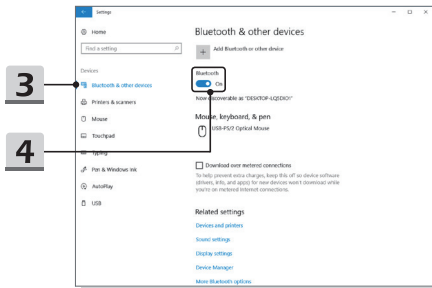 Settings
Home
Find a setting
Devices
Bluetooth & other devices
Printers & scanners
Mouse
Touchpad
Typing
Pen & Windows Ink
AutoPlay
USB
3
4
Bluetooth & other devices
Add Bluetooth or other device
Bluetooth
On
Now discoverable as "DESKTOP-LQSDIOI"
Mouse, keyboard, & pen
USB-PS/2 Optical Mouse
Download over metered connections
To help prevent extra charges, keep this off so device software
(drivers, info, and apps) for new devices won't download while
you're on metered Internet connections.
Related settings
Devices and printers
Sound settings
Display settings
Device Manager
More Bluetooth options